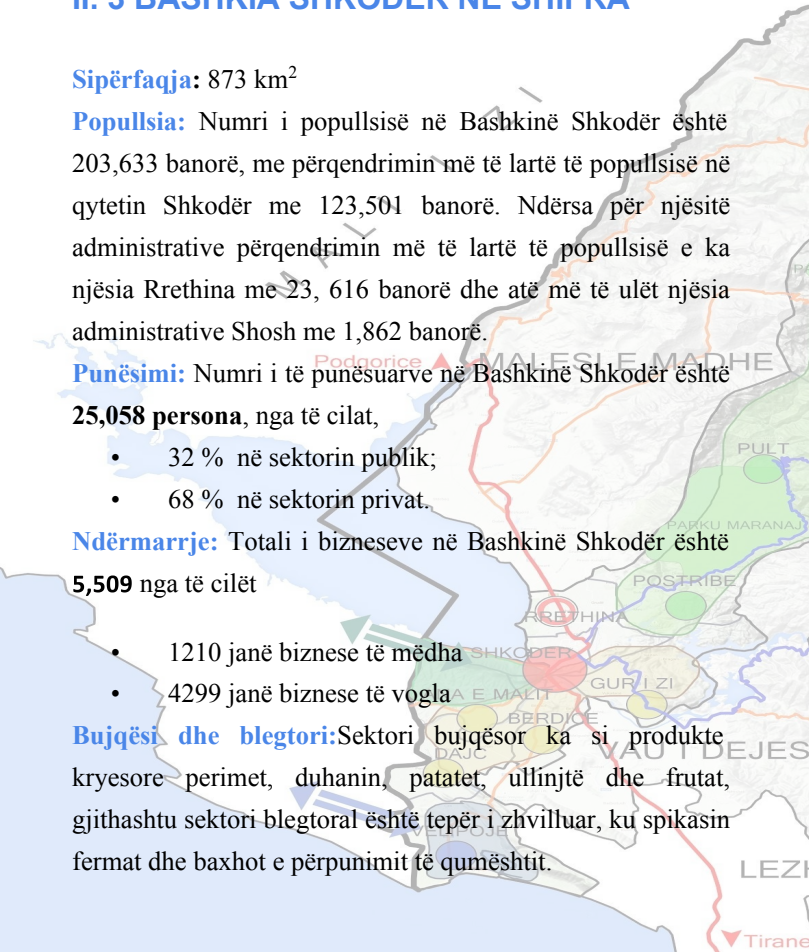 II. 3 BASHKIA SHKODËR NË SHIFRA
Sipërfaqja: 873 km²
Popullsia: Numri i popullsisë në Bashkinë Shkodër është
203,633 banorë, me përqendrimin më të lartë të popullsisë në
qytetin Shkodër me 123,501 banorë. Ndërsa për njësitë
administrative përqendrimin më të lartë të popullsisë e ka
njësia Rrethina me 23, 616 banorë dhe atë më të ulët njësia
administrative Shosh me 1,862 banorë.
Punësimi: Numri i të punësuarve në Bashkinë Shkodër është
25,058 persona, nga të cilat,
• 32 % në sektorin publik;
• 68 % në sektorin privat.
Ndërmarrje: Totali i bizneseve në Bashkinë Shkodër është
5,509 nga të cilët
• 1210 janë biznese të mëdha
• 4299 janë biznese të vogla
Bujqësi dhe blegtori:Sektori bujqësor ka si produkte
kryesore perimet, duhanin, patatet, ullinjtë dhe frutat,
gjithashtu sektori blegtoral është tepër i zhvilluar, ku spikasin
fermat dhe baxhot e përpunimit të qumështit.
MALI I ZI
Podgorice
MALESI E MADHE
PULT
PARKU MARANAJ
POSTRIBE
RRETHINA
SHKODER
GUR I ZI
A E MALIT
BERDICE
DAJC
VAU I DEJES
VELIPOJE
LEZH
Tirane